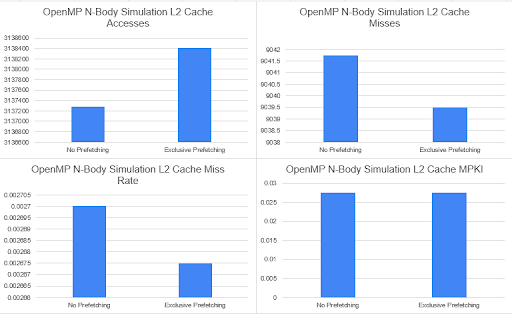 OpenMP N-Body Simulation L2 Cache
Accesses
3138600
3138400
3138200
3138000
3137800
3137600
3137400
3137200
3137000
3136800
3136600
No Prefetching
Exclusive Prefetching
OpenMP N-Body Simulation L2 Cache
Misses
9042
9041.5
9041
9040.5
9040
9039.5
9039
9038.5
9038
No Prefetching
Exclusive Prefetching
OpenMP N-Body Simulation L2 Cache Miss
Rate
0.002705
0.0027
0.002695
0.00269
0.002685
0.00268
0.002675
0.00267
0.002665
0.00266
No Prefetching
Exclusive Prefetching
OpenMP N-Body Simulation L2 Cache MPKI
0.03
0.025
0.02
0.015
0.01
0.005
0
No Prefetching
Exclusive Prefetching